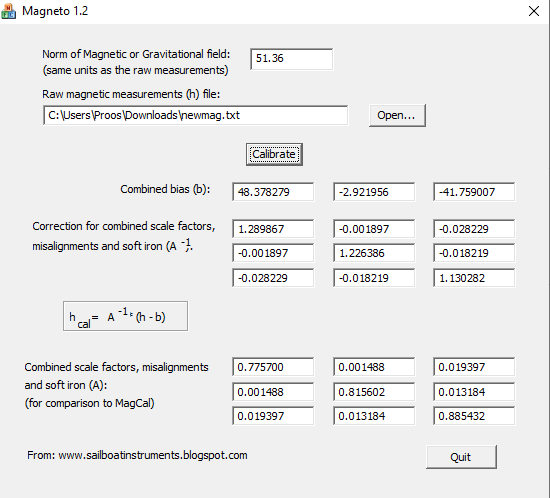 Magneto 1.2
Norm of Magnetic or Gravitational field: 51.36
(same units as the raw measurements)
Raw magnetic measurements (h) file:
C:\Users\Proos\Downloads\newmag.txt Open...
Calibrate
Combined bias (b): 48.378279 -2.921956 -41.759007
Correction for combined scale factors, 1.289867 -0.001897 -0.028229
misalignments and soft iron (A -1, -0.001897 1.226386 -0.018219
-0.028229 -0.018219 1.130282
h cal = A -1 * (h - b)
Combined scale factors, misalignments 0.775700 0.001488 0.019397
and soft iron (A): 0.001488 0.815602 0.013184
(for comparison to MagCal) 0.019397 0.013184 0.885432
From: www.sailboatinstruments.blogspot.com Quit